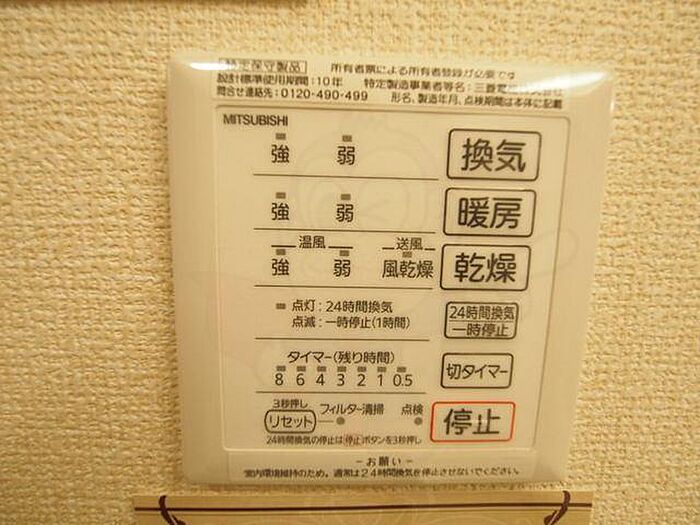 特定保守製品 所有者票による所有者登録が必要です
設計標準使用期間：10年 特定製造事業者等名：三菱電機株式会社
問合せ連絡先：0120-490-499 形名、製造年月、点検期間は本体に記載
MITSUBISHI
強 弱 換気
強 弱 暖房
温風 送風
強 弱 風乾燥 乾燥
点灯：24時間換気
点滅：一時停止(1時間)
24時間換気
一時停止
タイマー(残り時間)
8 6 4 3 2 1 0.5
切タイマー
3秒押し
リセット フィルター清掃 点検
停止
24時間換気の停止は停止ボタンを3秒押し
－お願い－
室内環境維持のため、通常は24時間換気を停止させないでください。